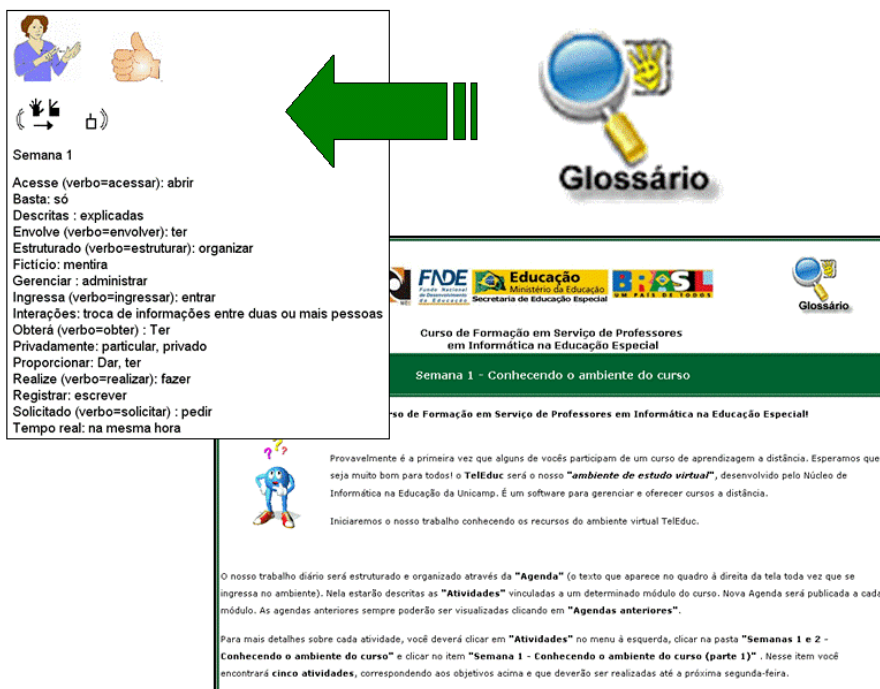 Semana 1
Acesse (verbo=acessar): abrir
Basta: só
Descritas : explicadas
Envolve (verbo=envolver): ter
Estruturado (verbo=estruturar): organizar
Fictício: mentira
Gerenciar : administrar
Ingressa (verbo=ingressar): entrar
Interações: troca de informações entre duas ou mais pessoas
Obterá (verbo=obter) : Ter
Privadamente: particular, privado
Proporcionar: Dar, ter
Realize (verbo=realizar): fazer
Registrar: escrever
Solicitado (verbo=solicitar) : pedir
Tempo real: na mesma hora
Glossário
FNDE
Fundo Nacional
de Desenvolvimento
da Educação
Educação
Ministério da Educação
Secretaria de Educação Especial
BRASIL
UM PAÍS DE TODOS
Glossário
Curso de Formação em Serviço de Professores
em Informática na Educação Especial
Semana 1 - Conhecendo o ambiente do curso
de Formação em Serviço de Professores em Informática na Educação Especial!
Provavelmente é a primeira vez que alguns de vocês participam de um curso de aprendizagem a distância. Esperamos que
seja muito bom para todos! o TelEduc será o nosso "ambiente de estudo virtual", desenvolvido pelo Núcleo de
Informática na Educação da Unicamp. É um software para gerenciar e oferecer cursos a distância.
Iniciaremos o nosso trabalho conhecendo os recursos do ambiente virtual TelEduc.
O nosso trabalho diário será estruturado e organizado através da "Agenda" (o texto que aparece no quadro á direita da tela toda vez que se
ingressa no ambiente). Nela estarão descritas as "Atividades" vinculadas a um determinado módulo do curso. Nova Agenda será publicada a cada
módulo. As agendas anteriores sempre poderão ser visualizadas clicando em "Agendas anteriores".
Para mais detalhes sobre cada atividade, você deverá clicar em "Atividades" no menu à esquerda, clicar na pasta "Semanas 1 e 2 -
Conhecendo o ambiente do curso" e clicar no item "Semana 1 - Conhecendo o ambiente do curso (parte 1)" . Nesse item você
encontrará cinco atividades, correspondendo aos objetivos acima e que deverão ser realizadas até a próxima segunda-feira.